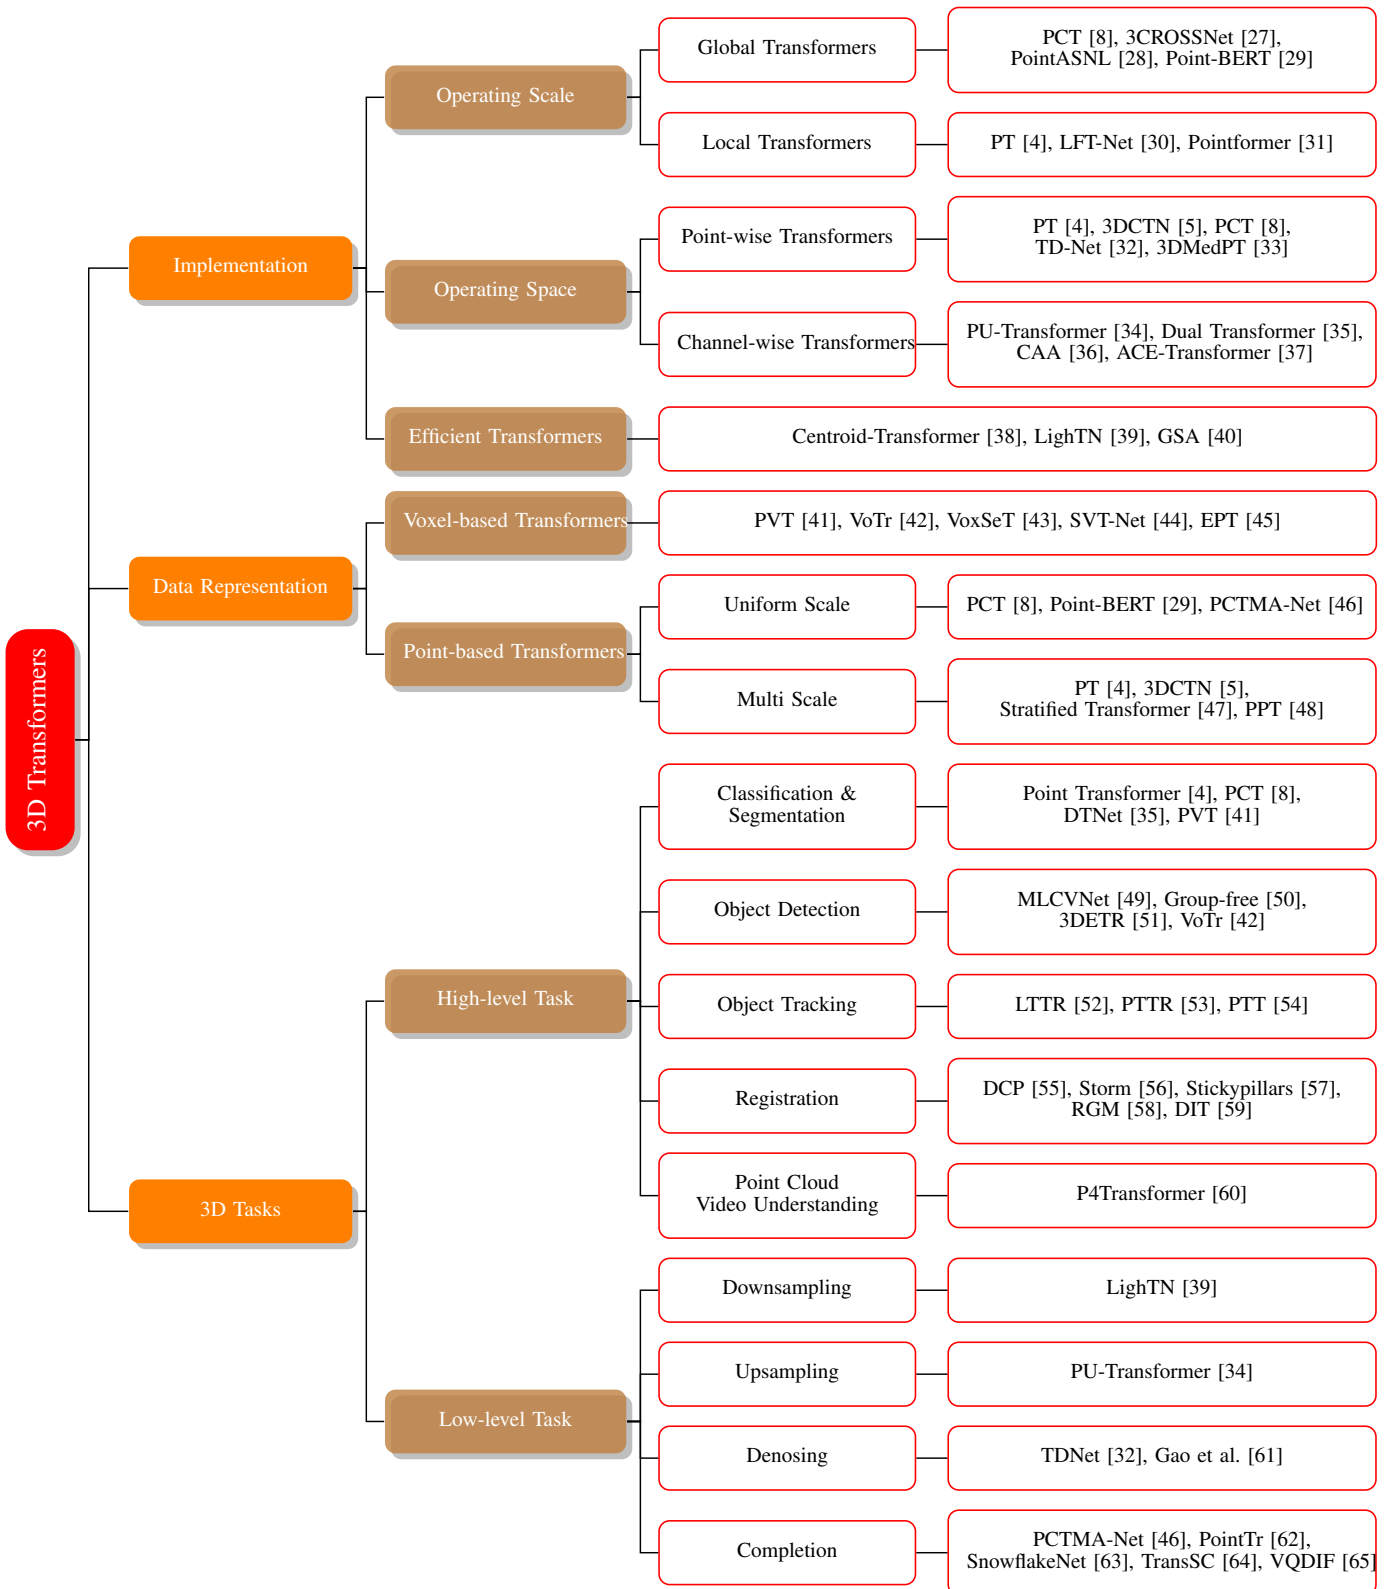 3D Transformers
Implementation
Operating Scale
Global Transformers
PCT [8], 3CROSSNet [27],
PointASNL [28], Point-BERT [29]
Local Transformers
PT [4], LFT-Net [30], Pointformer [31]
Operating Space
Point-wise Transformers
PT [4], 3DCTN [5], PCT [8],
TD-Net [32], 3DMedPT [33]
Channel-wise Transformers
PU-Transformer [34], Dual Transformer [35],
CAA [36], ACE-Transformer [37]
Efficient Transformers
Centroid-Transformer [38], LighTN [39], GSA [40]
Data Representation
Voxel-based Transformers
PVT [41], VoTr [42], VoxSeT [43], SVT-Net [44], EPT [45]
Point-based Transformers
Uniform Scale
PCT [8], Point-BERT [29], PCTMA-Net [46]
Multi Scale
PT [4], 3DCTN [5],
Stratified Transformer [47], PPT [48]
3D Tasks
High-level Task
Classification &
Segmentation
Point Transformer [4], PCT [8],
DTNet [35], PVT [41]
Object Detection
MLCVNet [49], Group-free [50],
3DETR [51], VoTr [42]
Object Tracking
LTTR [52], PTTR [53], PTT [54]
Registration
DCP [55], Storm [56], Stickypillars [57],
RGM [58], DIT [59]
Point Cloud
Video Understanding
P4Transformer [60]
Low-level Task
Downsampling
LighTN [39]
Upsampling
PU-Transformer [34]
Denosing
TDNet [32], Gao et al. [61]
Completion
PCTMA-Net [46], PointTr [62],
SnowflakeNet [63], TransSC [64], VQDIF [65]